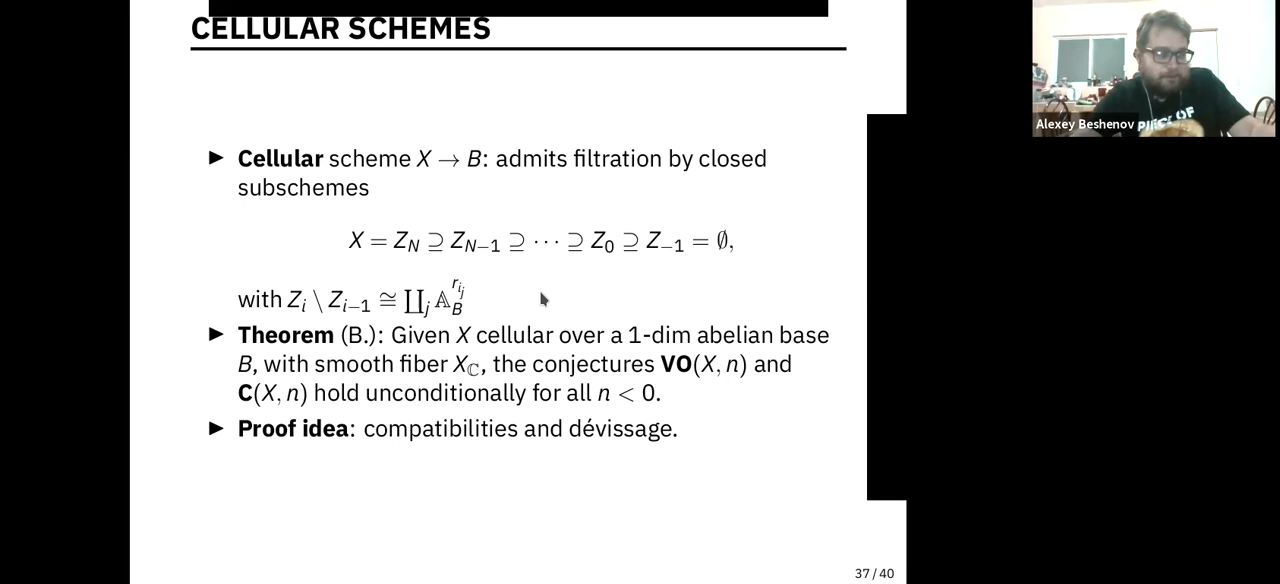 CELLULAR SCHEMES
Alexey Beshenov
PIECE OF
► Cellular scheme X → B: admits filtration by closed
subschemes
X = Z_N ⊇ Z_{N−1} ⊇ ⋯ ⊇ Z_0 ⊇ Z_{−1} = ∅,
with Z_i \ Z_{i−1} ≅ ∐_j 𝔸_B^{r_{i_j}}
► Theorem (B.): Given X cellular over a 1-dim abelian base
B, with smooth fiber X_ℂ, the conjectures VO(X, n) and
C(X, n) hold unconditionally for all n < 0.
► Proof idea: compatibilities and dévissage.
37 / 40